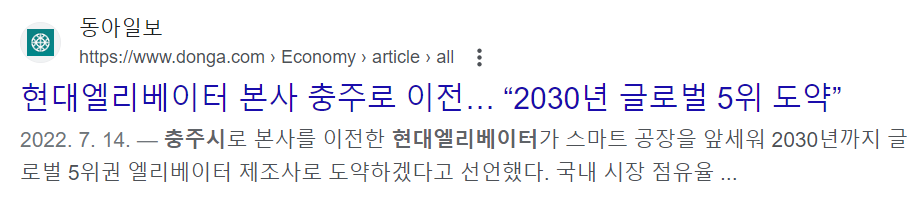 동아일보
https://www.donga.com › Economy › article › all
현대엘리베이터 본사 충주로 이전… “2030년 글로벌 5위 도약”
2022. 7. 14. — 충주시로 본사를 이전한 현대엘리베이터가 스마트 공장을 앞세워 2030년까지 글
로벌 5위권 엘리베이터 제조사로 도약하겠다고 선언했다. 국내 시장 점유율 ...